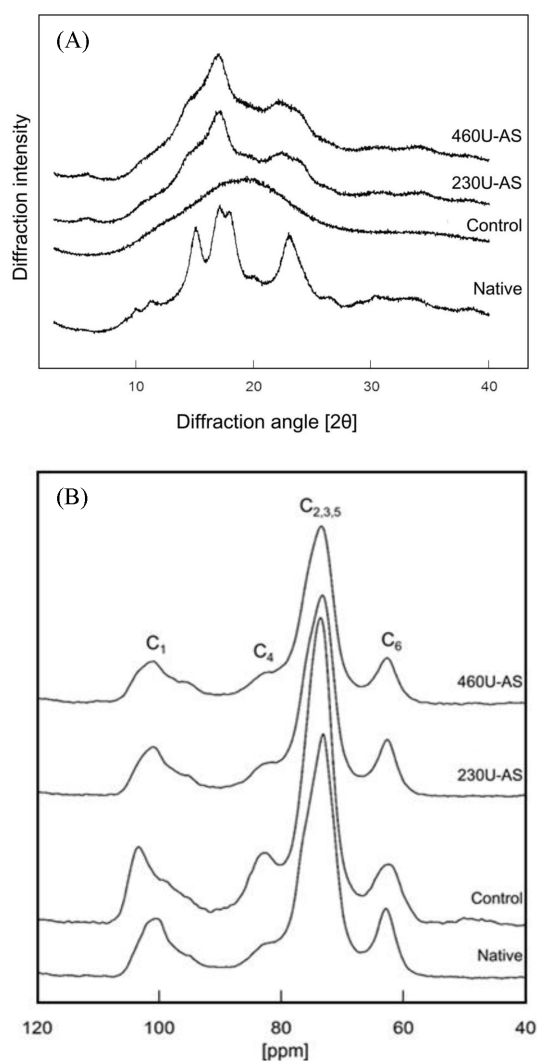 (A)
Diffraction intensity
460U-AS
230U-AS
Control
Native
10 20 30 40
Diffraction angle [2θ]
(B)
C2,3,5
C1
C4
C6
460U-AS
230U-AS
Control
Native
120 100 80 60 40
[ppm]